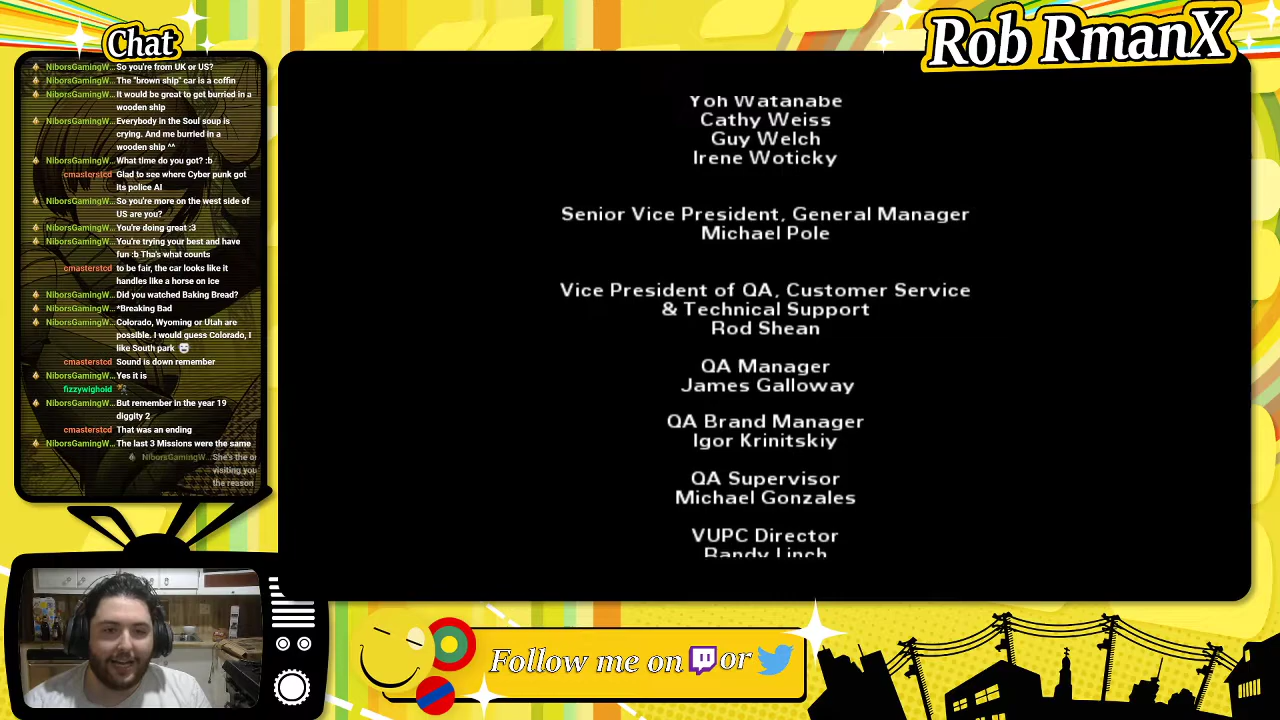 Chat
Rob RmanX
NiborsGamingW... So you're from UK or US?
NiborsGamingW... The "brown ship" car is a coffin
NiborsGamingW... It would be great to get burried in a
wooden ship
NiborsGamingW... Everybody in the Soul soup is
crying. And me burried in a
wooden ship ^^
NiborsGamingW... What time do you got? :b
cmasterstcd Glad to see where Cyber punk got
its police AI
NiborsGamingW... So you're more on the west side of
US are you?
NiborsGamingW... You're doing great :3
NiborsGamingW... You're trying your best and have
fun :b Tha's what counts
cmasterstcd to be fair, the car looks like it
handles like a horse on ice
NiborsGamingW... Did you watched Baking Bread?
NiborsGamingW... *Breaking Bad
NiborsGamingW... Colorado, Wyoming or Utah are
possible. I would guess Colorado, I
like South park
cmasterstcd Sound is down remember
NiborsGamingW... Yes it is
fizzywighoid
NiborsGamingW... But remember in the year 19
diggity 2
cmasterstcd That was amending
NiborsGamingW... The last 3 Missions were the same
NiborsGamingW... She's the
visiting you
the reason
Yoh Watanabe
Cathy Weiss
Guy Welch
Irene Woticky
Senior Vice President, General Manager
Michael Pole
Vice President of QA, Customer Service
& Technical Support
Rod Shean
QA Manager
James Galloway
QA Brand Manager
Igor Krinitskiy
QA Supervisor
Michael Gonzales
VUPC Director
Randy Linch
Follow me on or